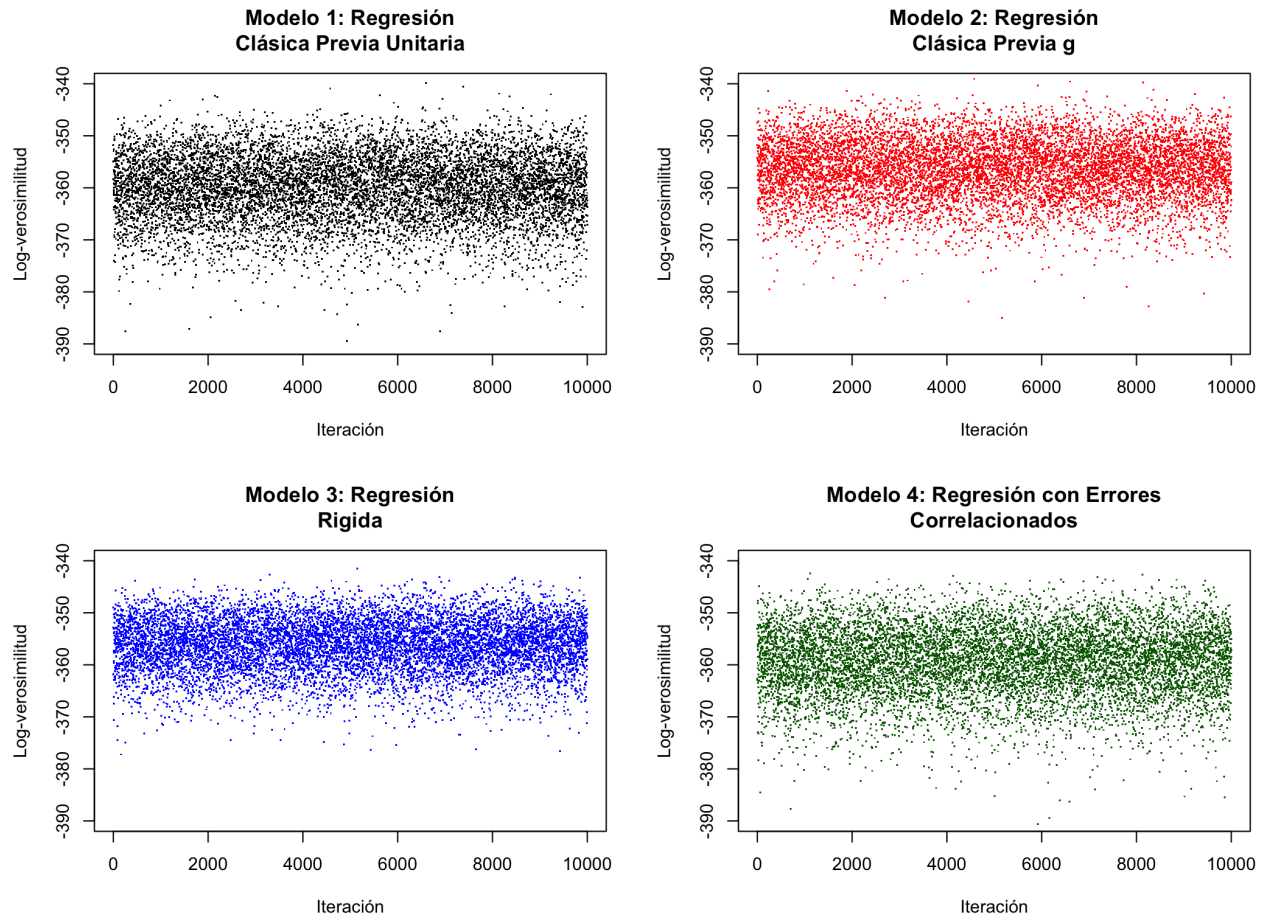 Modelo 1: Regresión
Clásica Previa Unitaria
Log-verosimilitud
-340
-350
-360
-370
-380
-390
0 2000 4000 6000 8000 10000
Iteración
Modelo 2: Regresión
Clásica Previa g
Log-verosimilitud
-340
-350
-360
-370
-380
-390
0 2000 4000 6000 8000 10000
Iteración
Modelo 3: Regresión
Rigida
Log-verosimilitud
-340
-350
-360
-370
-380
-390
0 2000 4000 6000 8000 10000
Iteración
Modelo 4: Regresión con Errores
Correlacionados
Log-verosimilitud
-340
-350
-360
-370
-380
-390
0 2000 4000 6000 8000 10000
Iteración